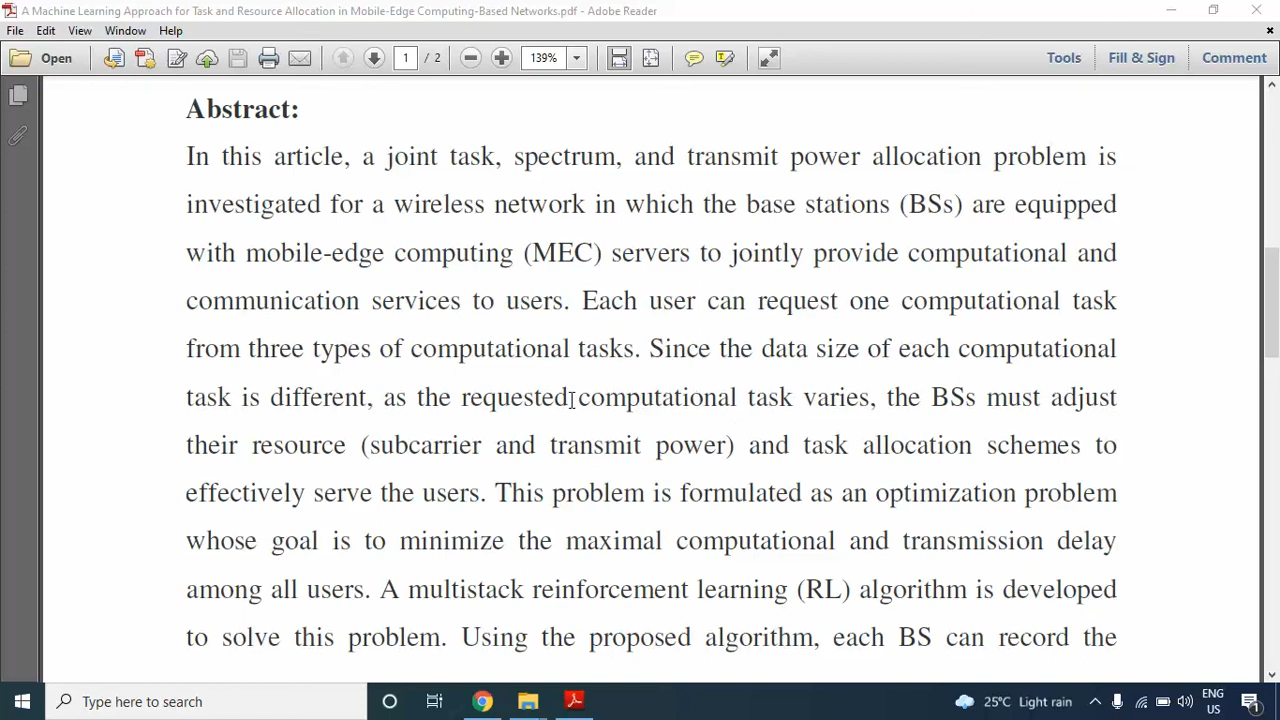 A Machine Learning Approach for Task and Resource Allocation in Mobile-Edge Computing-Based Networks.pdf - Adobe Reader
File Edit View Window Help
Open 1 / 2 139% Tools Fill & Sign Comment
Abstract:
In this article, a joint task, spectrum, and transmit power allocation problem is
investigated for a wireless network in which the base stations (BSs) are equipped
with mobile-edge computing (MEC) servers to jointly provide computational and
communication services to users. Each user can request one computational task
from three types of computational tasks. Since the data size of each computational
task is different, as the requested computational task varies, the BSs must adjust
their resource (subcarrier and transmit power) and task allocation schemes to
effectively serve the users. This problem is formulated as an optimization problem
whose goal is to minimize the maximal computational and transmission delay
among all users. A multistack reinforcement learning (RL) algorithm is developed
to solve this problem. Using the proposed algorithm, each BS can record the
Type here to search 25°C Light rain ENG
US 1